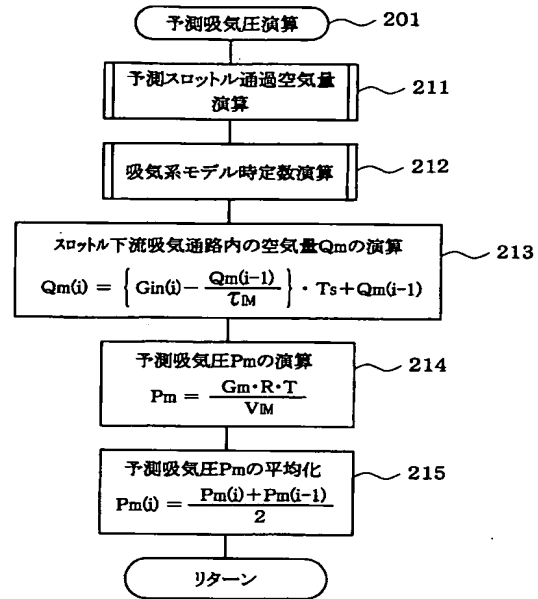 予測吸気圧演算 201
予測スロットル通過空気量
演算 211
吸気系モデル時定数演算 212
スロットル下流吸気通路内の空気量Qmの演算 213
Qm(i) = { Gin(i) − Qm(i-1) / τIM } ・ Ts + Qm(i-1)
予測吸気圧Pmの演算 214
Pm = Gm・R・T / VIM
予測吸気圧Pmの平均化 215
Pm(i) = Pm(i) + Pm(i-1) / 2
リターン